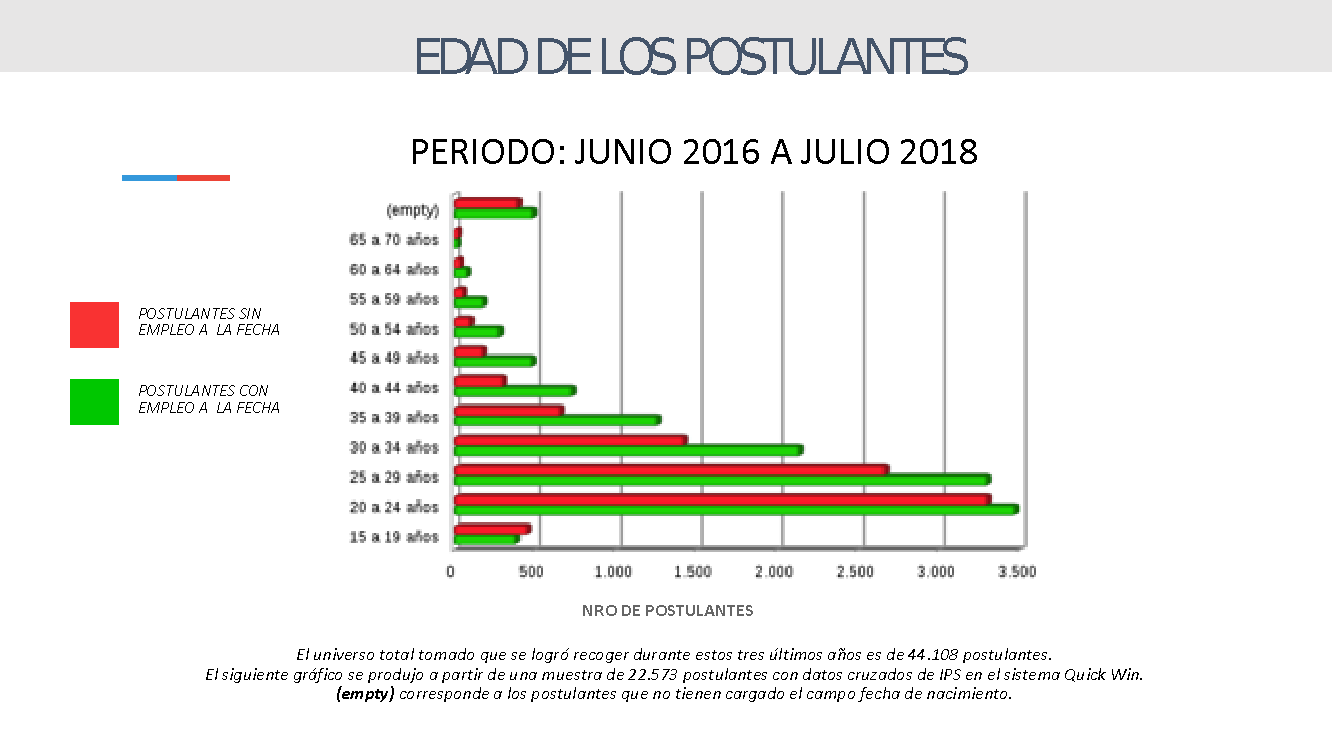 EDAD DE LOS POSTULANTES
PERIODO: JUNIO 2016 A JULIO 2018
(empty)
65 a 70 años
60 a 64 años
55 a 59 años
50 a 54 años
45 a 49 años
40 a 44 años
35 a 39 años
30 a 34 años
25 a 29 años
20 a 24 años
15 a 19 años
0 500 1.000 1.500 2.000 2.500 3.000 3.500
NRO DE POSTULANTES
POSTULANTES SIN
EMPLEO A LA FECHA
POSTULANTES CON
EMPLEO A LA FECHA
El universo total tomado que se logró recoger durante estos tres últimos años es de 44.108 postulantes.
El siguiente gráfico se produjo a partir de una muestra de 22.573 postulantes con datos cruzados de IPS en el sistema Quick Win.
(empty) corresponde a los postulantes que no tienen cargado el campo fecha de nacimiento.